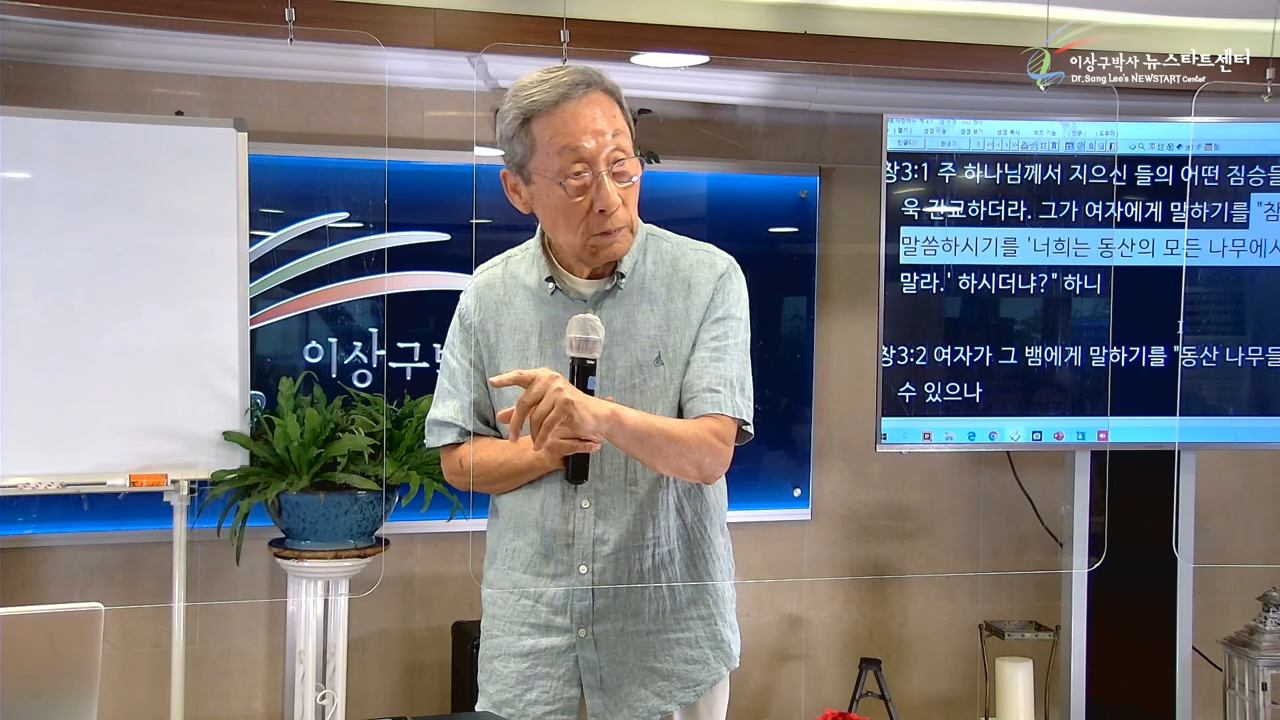 이상구박사 뉴스타트센터
Dr.Sang Lee's NEWSTART Center
창3:1 주 하나님께서 지으신 들의 어떤 짐승들
욱 간교하더라. 그가 여자에게 말하기를 "참
말씀하시기를 '너희는 동산의 모든 나무에서
말라.' 하시더냐?" 하니
창3:2 여자가 그 뱀에게 말하기를 "동산 나무들
수 있으나
이상구